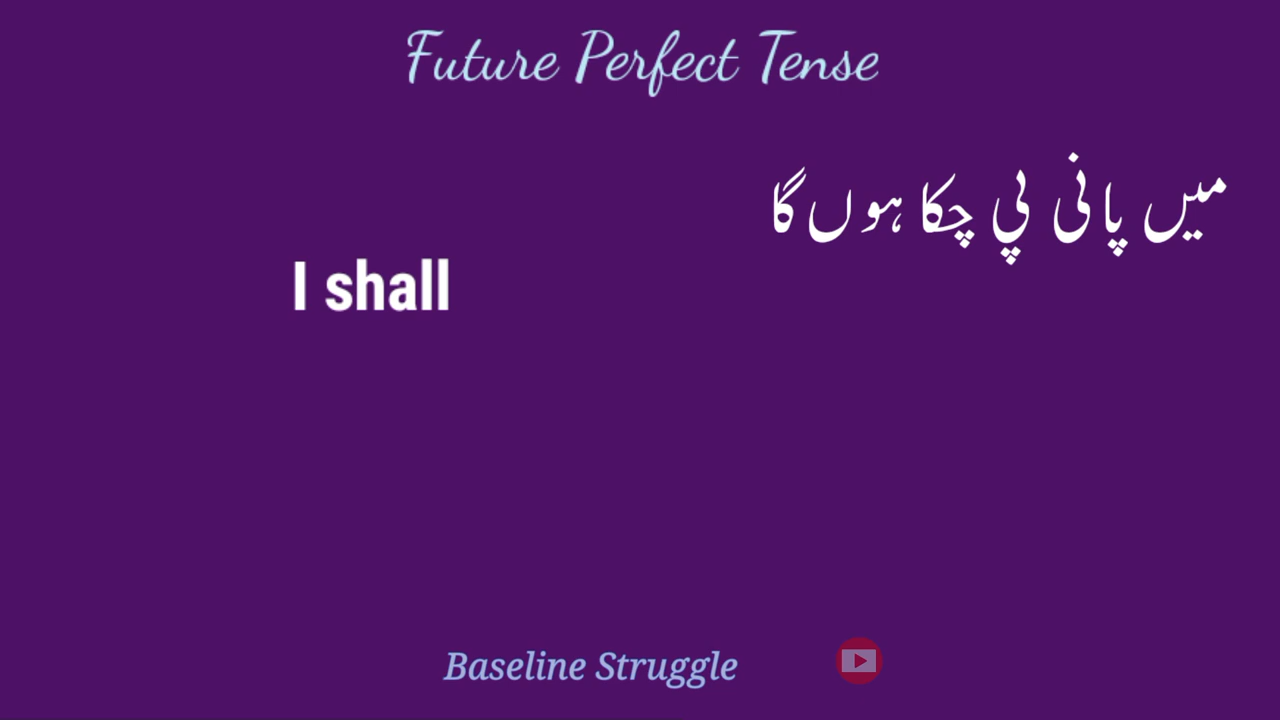 Future Perfect Tense
میں پانی پی چکا ہوں گا
I shall
Baseline Struggle